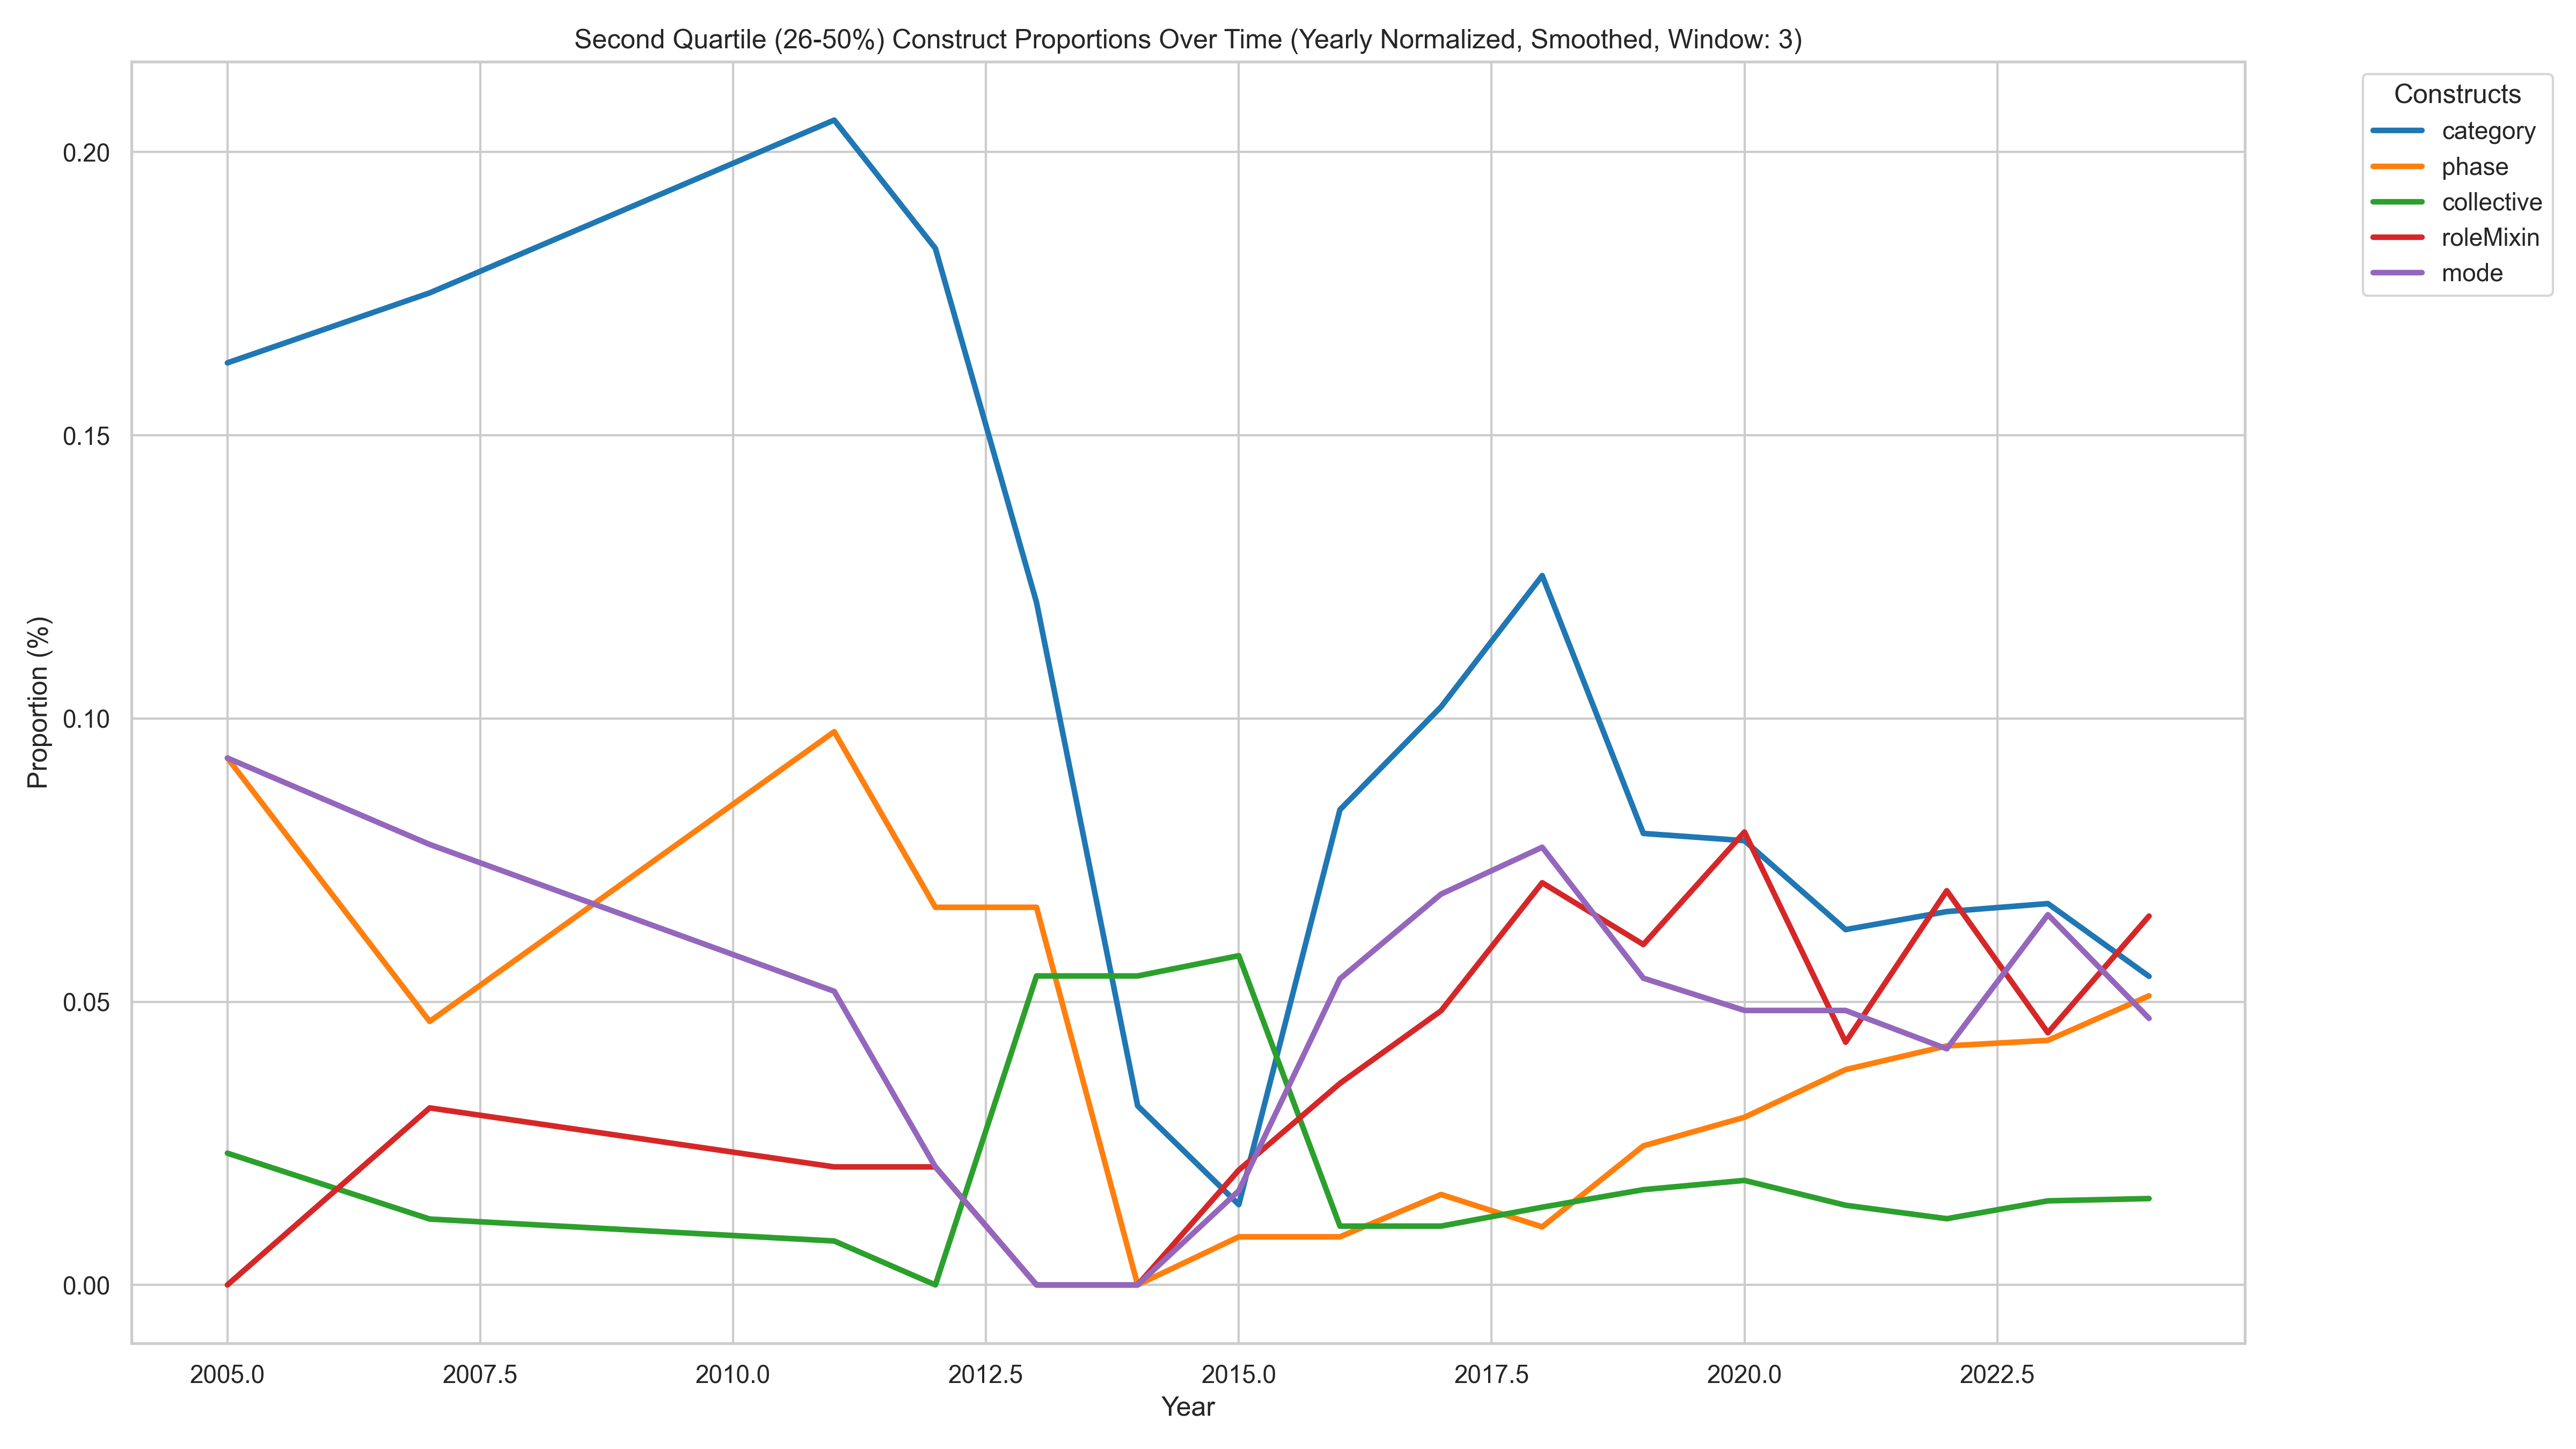 Second Quartile (26-50%) Construct Proportions Over Time (Yearly Normalized, Smoothed, Window: 3)
Constructs
category
phase
collective
roleMixin
mode
Proportion (%)
0.20
0.15
0.10
0.05
0.00
2005.0 2007.5 2010.0 2012.5 2015.0 2017.5 2020.0 2022.5
Year